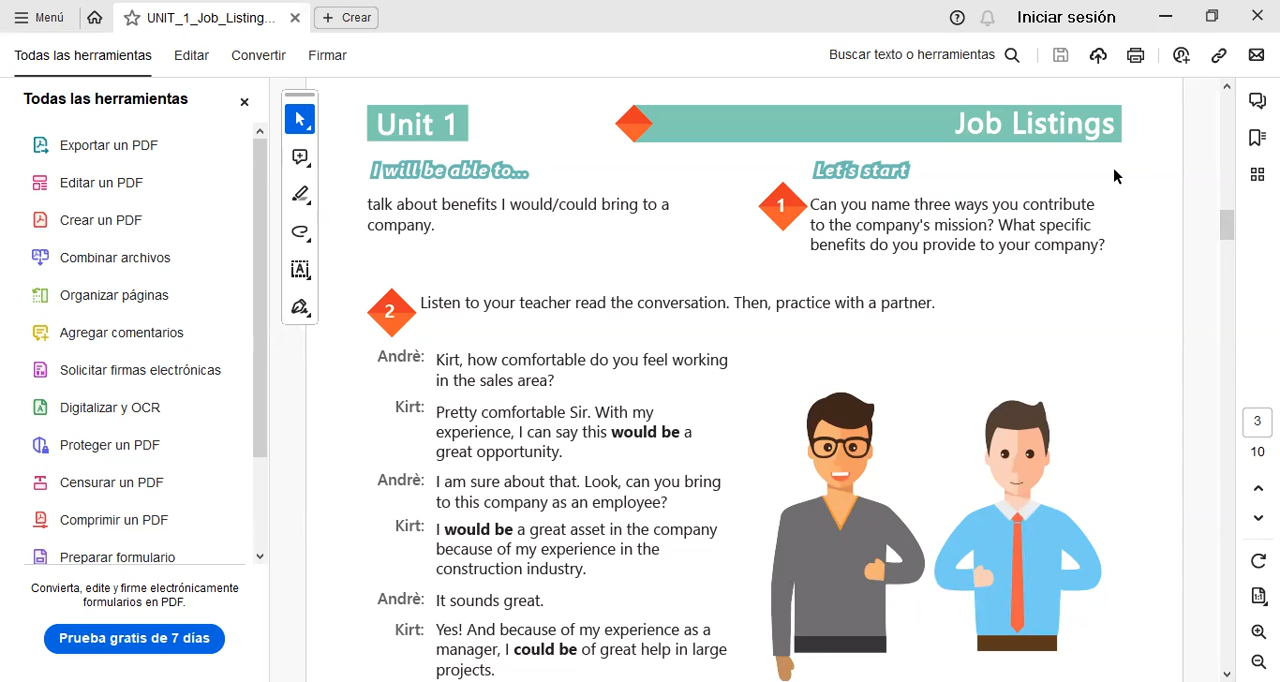 Menú
UNIT_1_Job_Listing...
Crear
Iniciar sesión
Todas las herramientas
Editar
Convertir
Firmar
Buscar texto o herramientas
Todas las herramientas
Exportar un PDF
Editar un PDF
Crear un PDF
Combinar archivos
Organizar páginas
Agregar comentarios
Solicitar firmas electrónicas
Digitalizar y OCR
Proteger un PDF
Censurar un PDF
Comprimir un PDF
Preparar formulario
Convierta, edite y firme electrónicamente
formularios en PDF.
Prueba gratis de 7 días
Unit 1
Job Listings
I will be able to...
talk about benefits I would/could bring to a
company.
Let's start
1
Can you name three ways you contribute
to the company's mission? What specific
benefits do you provide to your company?
2
Listen to your teacher read the conversation. Then, practice with a partner.
Andrè: Kirt, how comfortable do you feel working
in the sales area?
Kirt: Pretty comfortable Sir. With my
experience, I can say this would be a
great opportunity.
Andrè: I am sure about that. Look, can you bring
to this company as an employee?
Kirt: I would be a great asset in the company
because of my experience in the
construction industry.
Andrè: It sounds great.
Kirt: Yes! And because of my experience as a
manager, I could be of great help in large
projects.
3
10